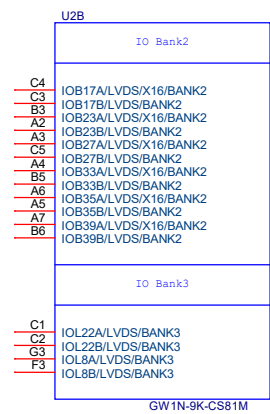 U2B
IO Bank2
C4 IOB17A/LVDS/X16/BANK2
C3 IOB17B/LVDS/BANK2
B3 IOB23A/LVDS/X16/BANK2
A2 IOB23B/LVDS/BANK2
A3 IOB27A/LVDS/X16/BANK2
C5 IOB27B/LVDS/BANK2
A4 IOB33A/LVDS/X16/BANK2
B5 IOB33B/LVDS/BANK2
A6 IOB35A/LVDS/X16/BANK2
A5 IOB35B/LVDS/BANK2
A7 IOB39A/LVDS/X16/BANK2
B6 IOB39B/LVDS/BANK2
IO Bank3
C1 IOL22A/LVDS/BANK3
C2 IOL22B/LVDS/BANK3
G3 IOL8A/LVDS/BANK3
F3 IOL8B/LVDS/BANK3
GW1N-9K-CS81M